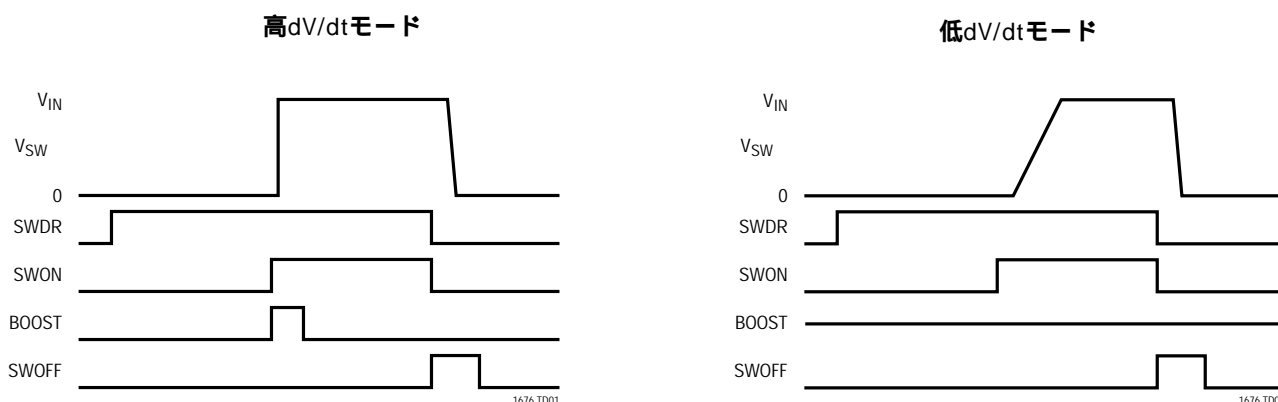 高dV/dtモード
VIN
VSW
0
SWDR
SWON
BOOST
SWOFF
1676 TD01
低dV/dtモード
VIN
VSW
0
SWDR
SWON
BOOST
SWOFF